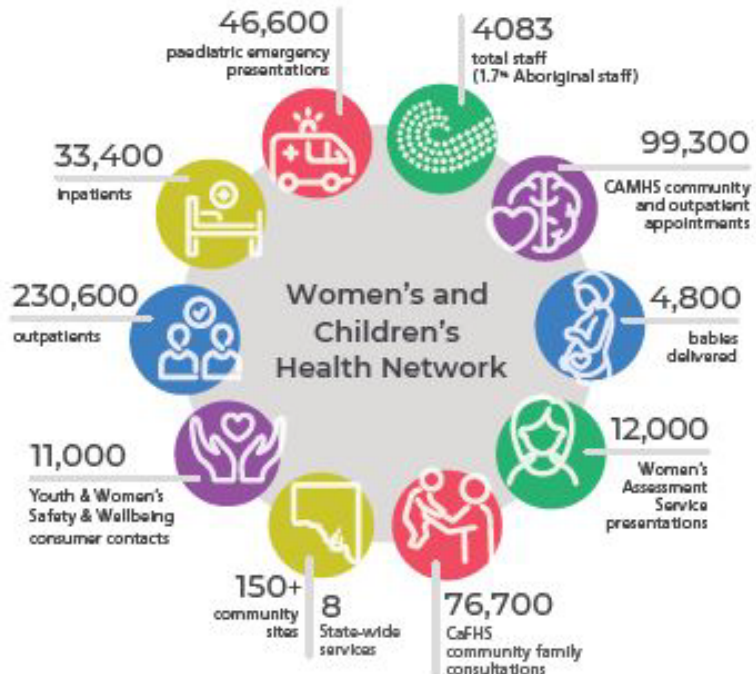 46,600
paediatric emergency
presentations
4083
total staff
(1.7% Aboriginal staff)
33,400
inpatients
99,300
CAMHS community
and outpatient
appointments
230,600
outpatients
Women's and
Children's
Health Network
4,800
babies
delivered
11,000
Youth & Women's
Safety & Wellbeing
consumer contacts
12,000
Women's
Assessment
Service
presentations
150+
community
sites
8
State-wide
services
76,700
CaFHS
community family
consultations